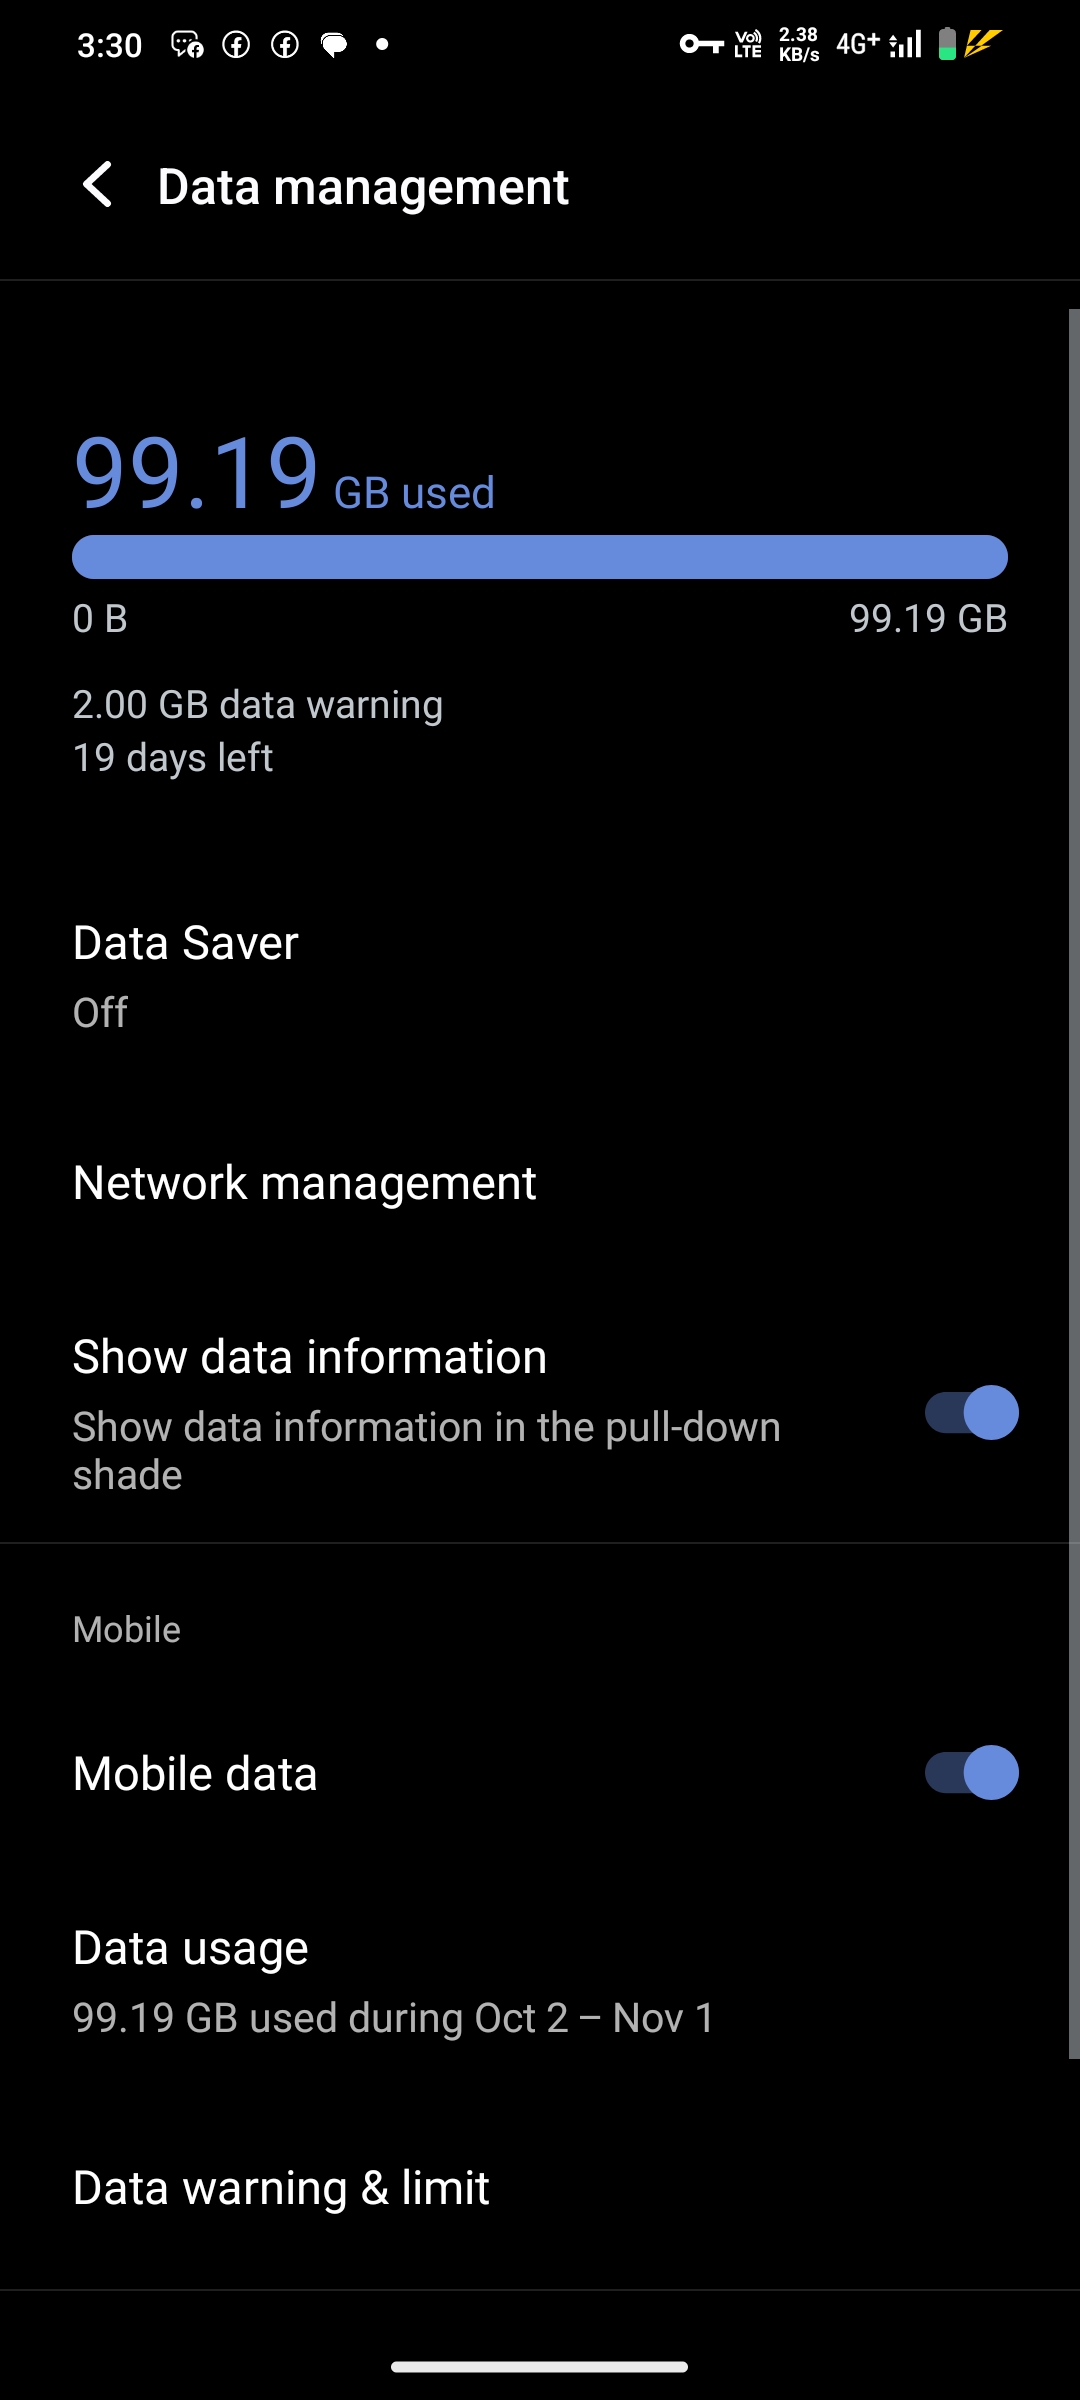 3:30
VO) LTE
2.38 KB/s
4G+
Data management
99.19 GB used
0 B
99.19 GB
2.00 GB data warning
19 days left
Data Saver
Off
Network management
Show data information
Show data information in the pull-down
shade
Mobile
Mobile data
Data usage
99.19 GB used during Oct 2 – Nov 1
Data warning & limit